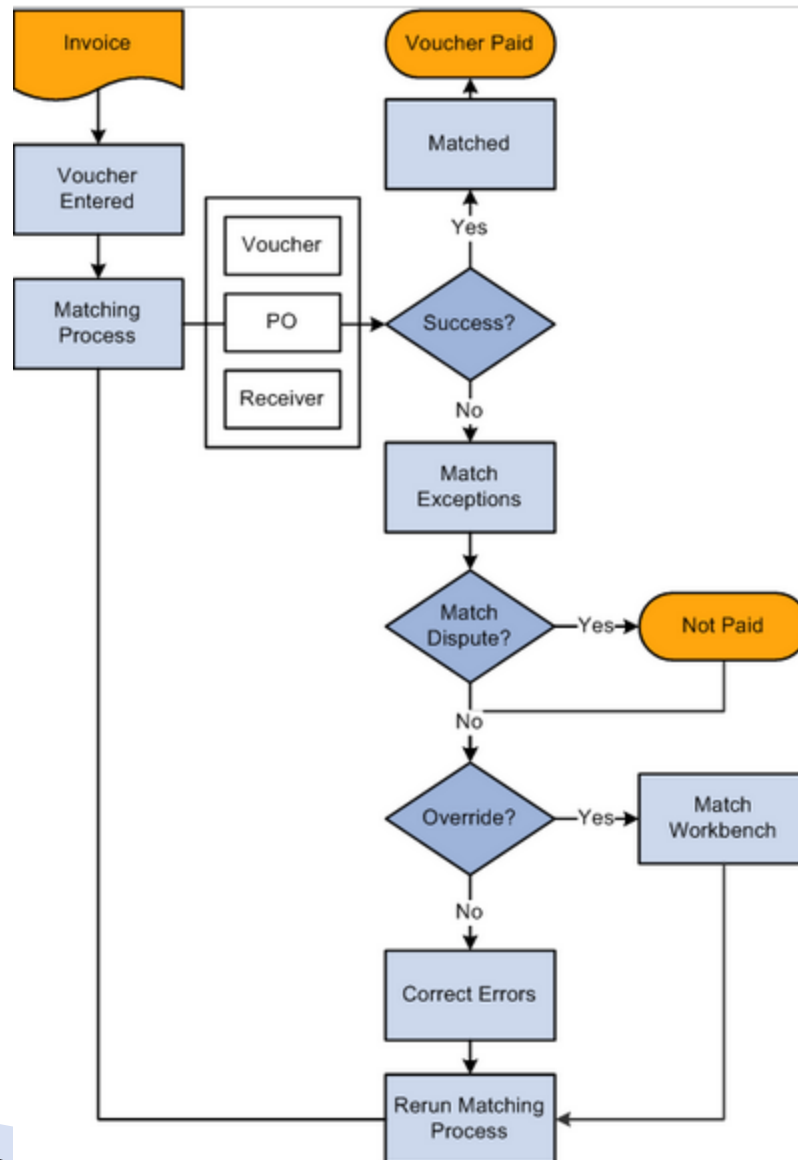 Invoice
Voucher Paid
Matched
Voucher
Entered
Yes
Voucher
Matching
Process
PO
Success?
Receiver
No
Match
Exceptions
Match
Dispute?
Yes
Not Paid
No
Override?
Yes
Match
Workbench
No
Correct Errors
Rerun Matching
Process